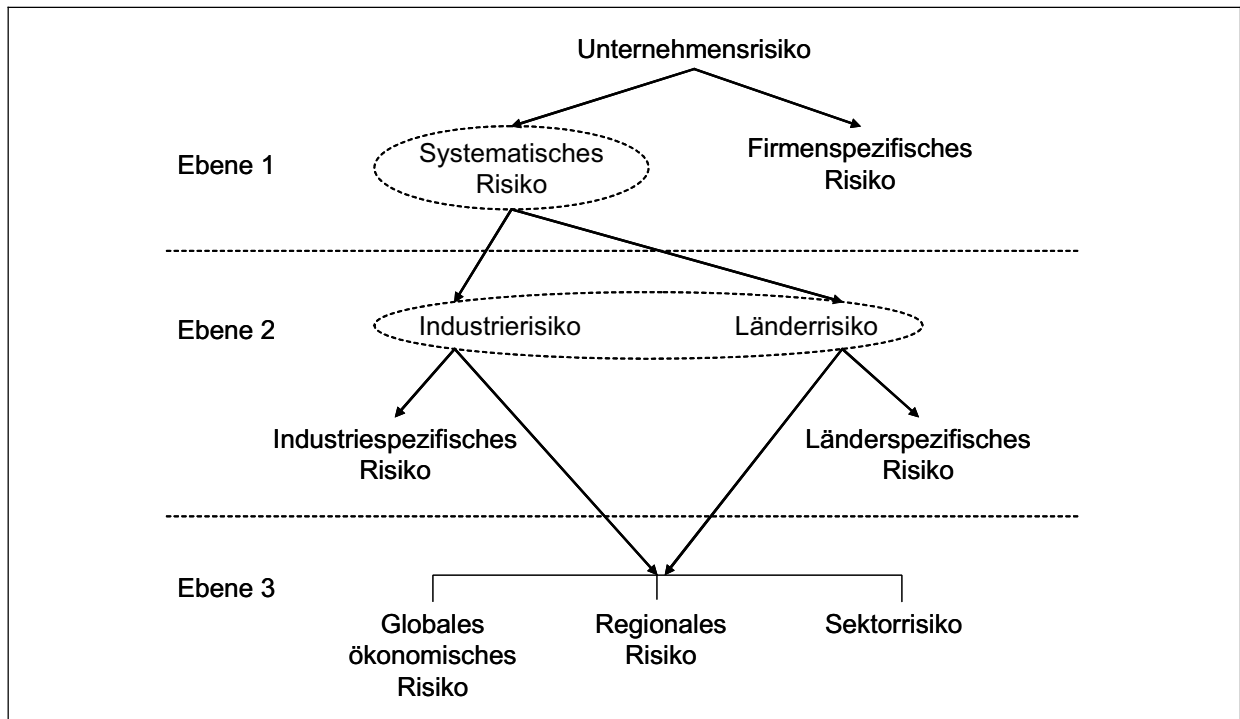 Unternehmensrisiko
Ebene 1
Systematisches
Risiko
Firmenspezifisches
Risiko
Ebene 2
Industrierisiko
Länderrisiko
Industriespezifisches
Risiko
Länderspezifisches
Risiko
Ebene 3
Globales
ökonomisches
Risiko
Regionales
Risiko
Sektorrisiko